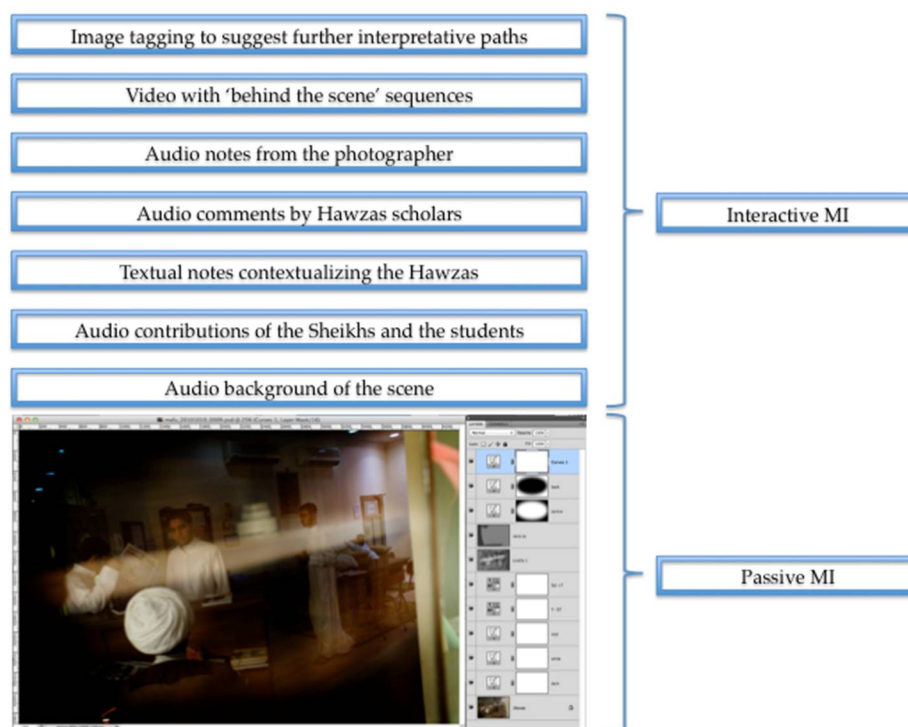 Image tagging to suggest further interpretative paths
Video with ‘behind the scene’ sequences
Audio notes from the photographer
Audio comments by Hawzas scholars
Interactive MI
Textual notes contextualizing the Hawzas
Audio contributions of the Sheikhs and the students
Audio background of the scene
Normal
Passive MI